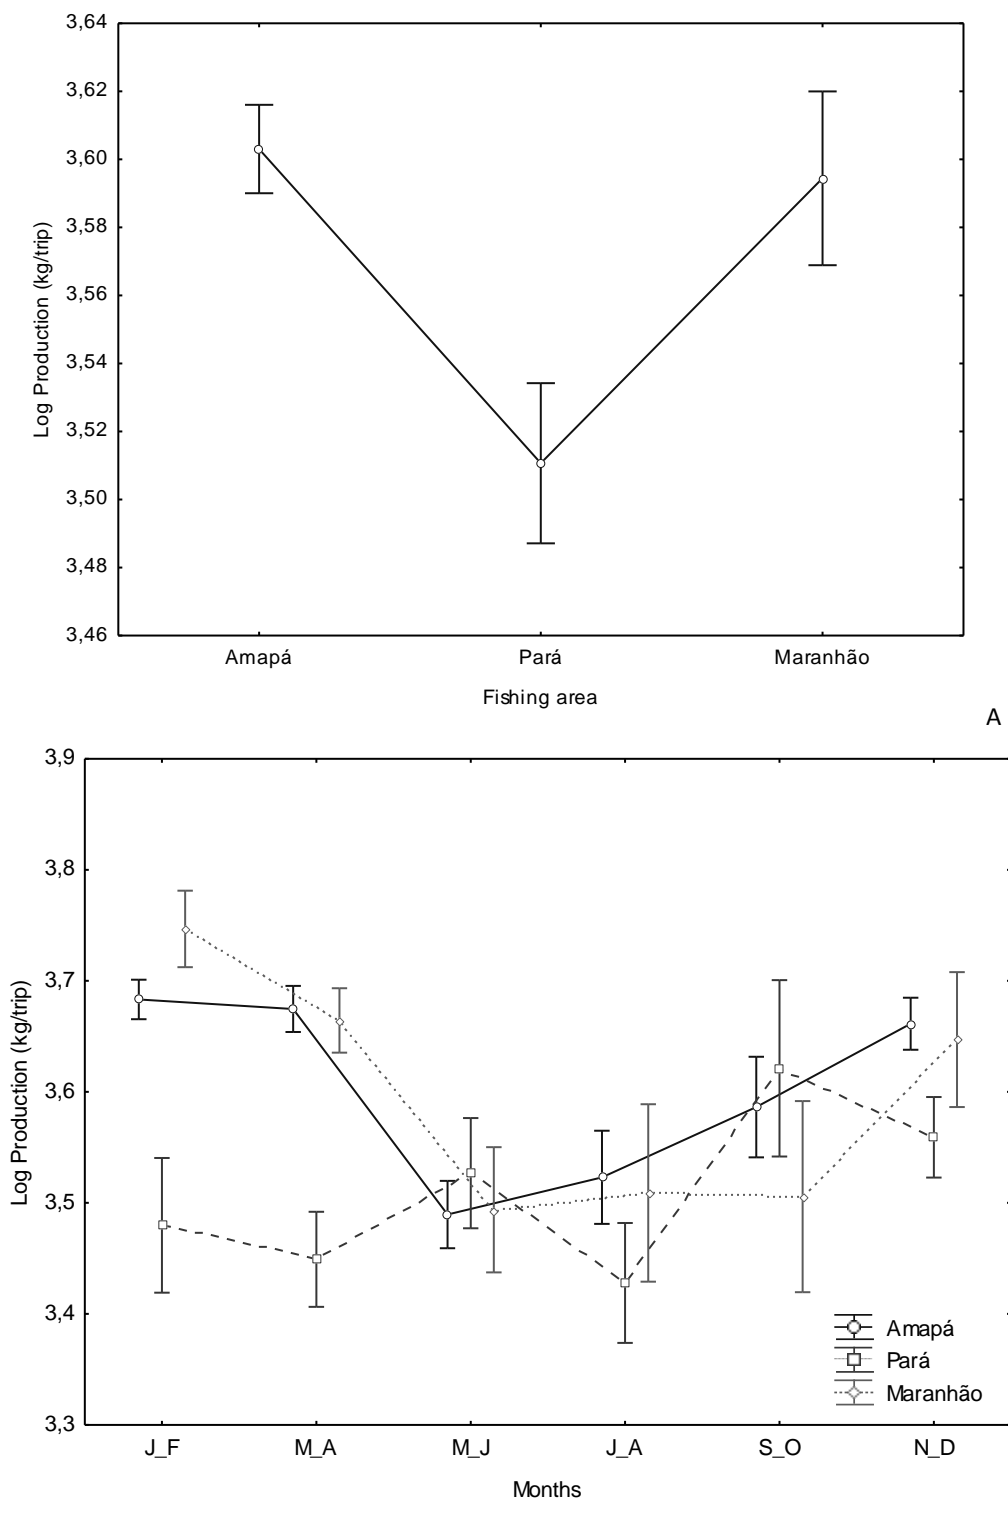 3,64
3,62
3,60
3,58
3,56
3,54
3,52
3,50
3,48
3,46
Log Production (kg/trip)
Amapá Pará Maranhão
Fishing area
A
3,9
3,8
3,7
3,6
3,5
3,4
3,3
Log Production (kg/trip)
Amapá
Pará
Maranhão
J_F M_A M_J J_A S_O N_D
Months